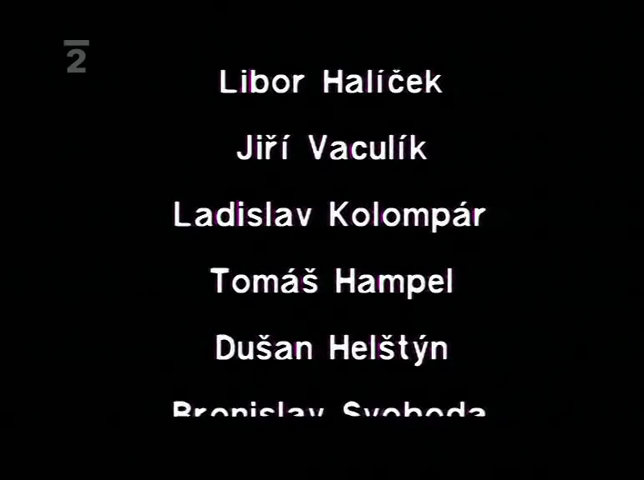 2
Libor Halíček
Jiří Vaculík
Ladislav Kolompár
Tomáš Hampel
Dušan Helštýn
Bronislav Svoboda